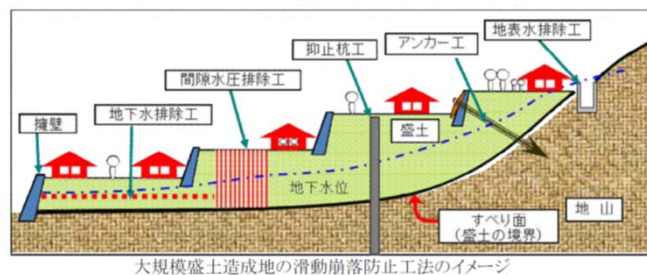 地表水排除工
抑止杭工
アンカー工
間隙水圧排除工
擁壁
地下水排除工
盛土
地下水位
すべり面
(盛土の境界)
地山
大規模盛土造成地の滑動崩落防止工法のイメージ